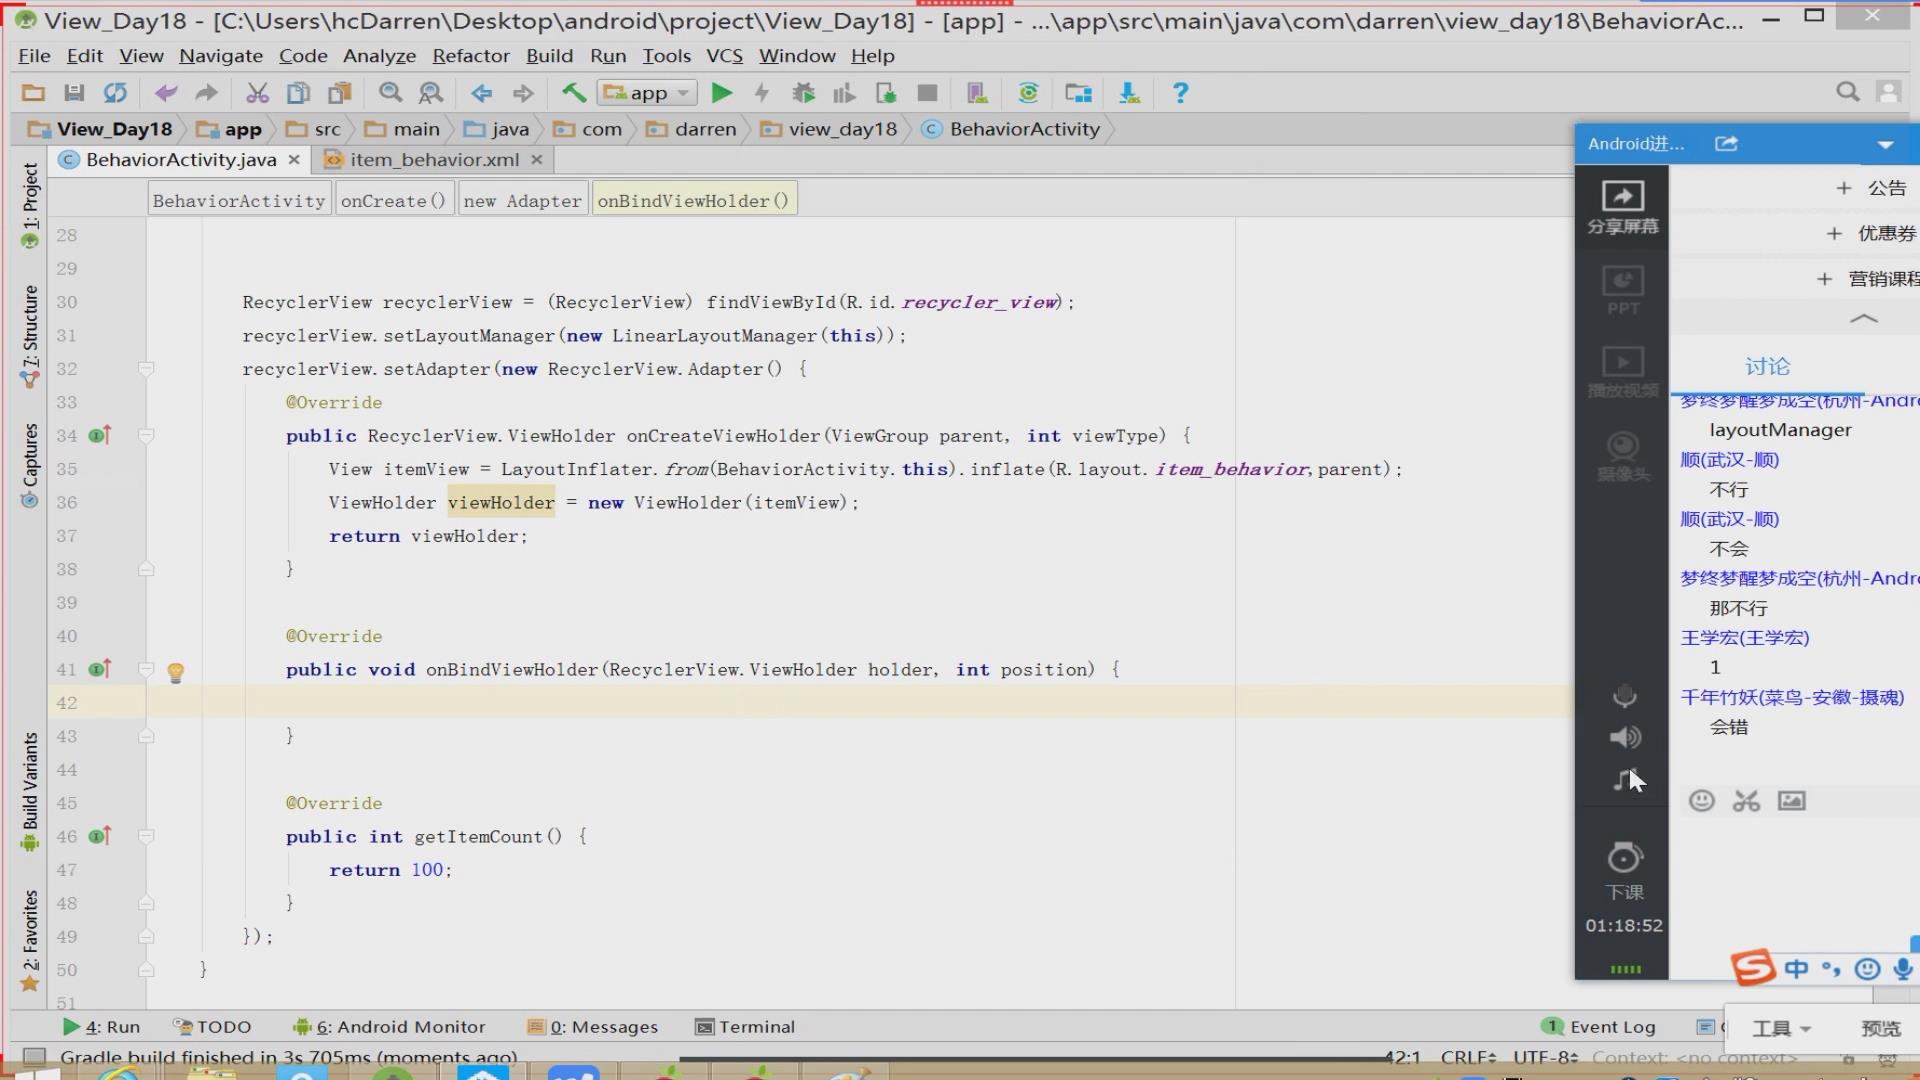 View_Day18 - [C:\Users\hcDarren\Desktop\android\project\View_Day18] - [app] - ...\app\src\main\java\com\darren\view_day18\BehaviorAc...
File Edit View Navigate Code Analyze Refactor Build Run Tools VCS Window Help
app
View_Day18 app src main java com darren view_day18 BehaviorActivity
BehaviorActivity.java item_behavior.xml
BehaviorActivity onCreate() new Adapter onBindViewHolder()
1: Project
7: Structure
Captures
Build Variants
2: Favorites
28
29
30 RecyclerView recyclerView = (RecyclerView) findViewById(R.id.recycler_view);
31 recyclerView.setLayoutManager(new LinearLayoutManager(this));
32 recyclerView.setAdapter(new RecyclerView.Adapter() {
33 @Override
34 public RecyclerView.ViewHolder onCreateViewHolder(ViewGroup parent, int viewType) {
35 View itemView = LayoutInflater.from(BehaviorActivity.this).inflate(R.layout.item_behavior,parent);
36 ViewHolder viewHolder = new ViewHolder(itemView);
37 return viewHolder;
38 }
39
40 @Override
41 public void onBindViewHolder(RecyclerView.ViewHolder holder, int position) {
42
43 }
44
45 @Override
46 public int getItemCount() {
47 return 100;
48 }
49 });
50 }
51
Android进...
分享屏幕
PPT
播放视频
摄像头
下课
01:18:52
+ 公告
+ 优惠券
+ 营销课程
讨论
梦终梦醒梦成空(杭州-Andro
layoutManager
顺(武汉-顺)
不行
顺(武汉-顺)
不会
梦终梦醒梦成空(杭州-Andro
那不行
王学宏(王学宏)
1
千年竹妖(菜鸟-安徽-摄魂)
会错
中
工具 预览
4: Run TODO 6: Android Monitor 0: Messages Terminal 1 Event Log
Gradle build finished in 3s 705ms (moments ago) 42:1 CRLF UTF-8 Context: <no context>